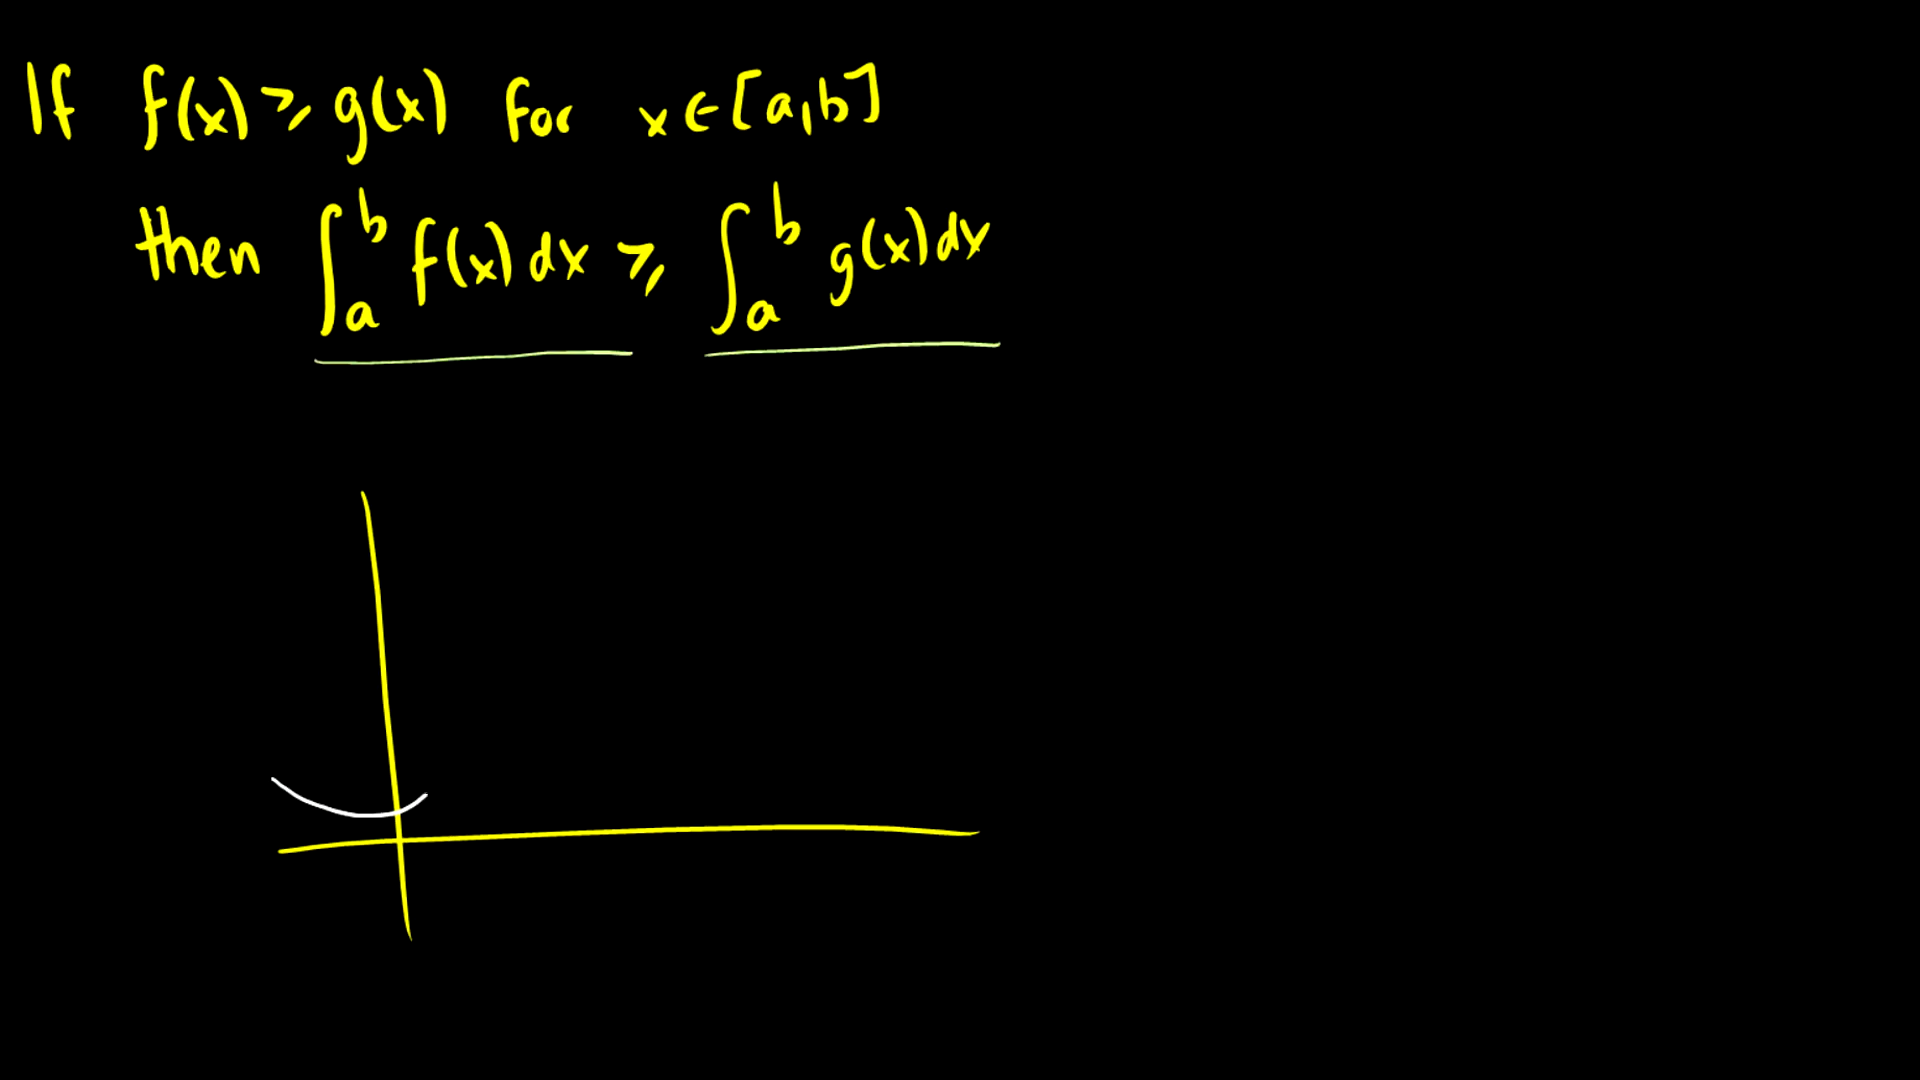 If f(x) ⩾ g(x) for x ∈ [a,b]
then ∫_a^b f(x) dx ⩾ ∫_a^b g(x) dx